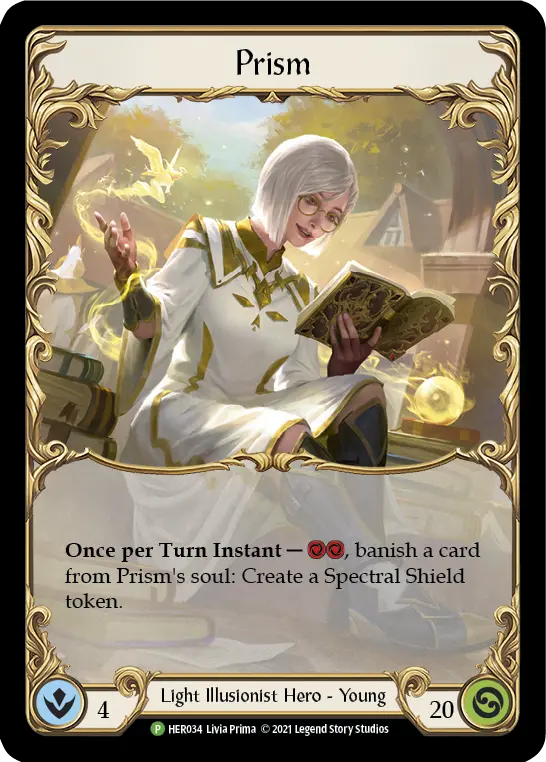 Prism
Once per Turn Instant — , banish a card
from Prism's soul: Create a Spectral Shield
token.
4
Light Illusionist Hero - Young
20
P HER034 Livia Prima © 2021 Legend Story Studios